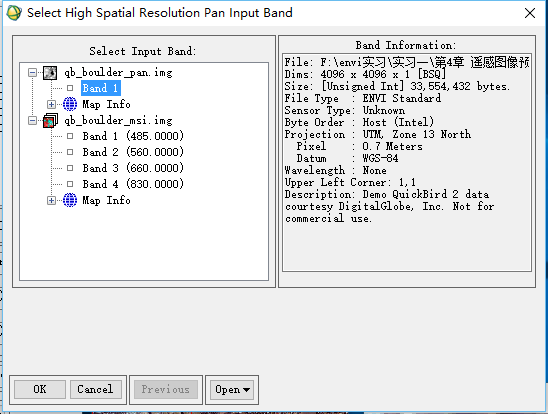 Select High Spatial Resolution Pan Input Band
Select Input Band:
qb_boulder_pan.img
Band 1
Map Info
qb_boulder_msi.img
Band 1 (485.0000)
Band 2 (560.0000)
Band 3 (660.0000)
Band 4 (830.0000)
Map Info
Band Information:
File: F:\envi实习\实习一\第4章 遥感图像预
Dims: 4096 x 4096 x 1 [BSQ]
Size: [Unsigned Int] 33,554,432 bytes.
File Type : ENVI Standard
Sensor Type: Unknown
Byte Order : Host (Intel)
Projection : UTM, Zone 13 North
Pixel : 0.7 Meters
Datum : WGS-84
Wavelength : None
Upper Left Corner: 1,1
Description: Demo QuickBird 2 data
courtesy DigitalGlobe, Inc. Not for
commercial use.
OK
Cancel
Previous
Open